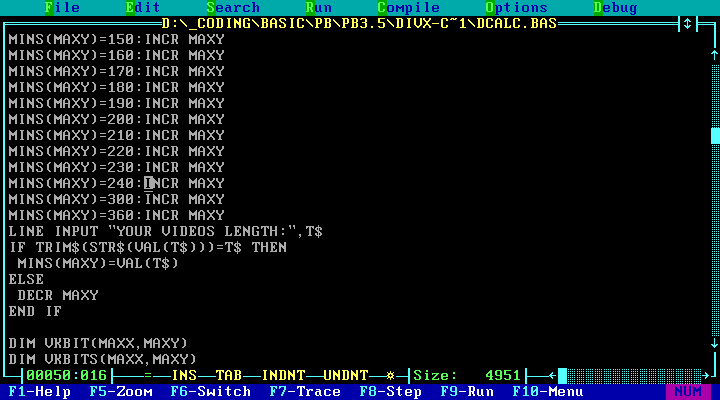 File Edit Search Run Compile Options Debug
D:\_CODING\BASIC\PB\PB3.5\DIVX-C~1\DCALC.BAS
MINS(MAXY)=150:INCR MAXY
MINS(MAXY)=160:INCR MAXY
MINS(MAXY)=170:INCR MAXY
MINS(MAXY)=180:INCR MAXY
MINS(MAXY)=190:INCR MAXY
MINS(MAXY)=200:INCR MAXY
MINS(MAXY)=210:INCR MAXY
MINS(MAXY)=220:INCR MAXY
MINS(MAXY)=230:INCR MAXY
MINS(MAXY)=240:INCR MAXY
MINS(MAXY)=300:INCR MAXY
MINS(MAXY)=360:INCR MAXY
LINE INPUT "YOUR VIDEOS LENGTH:",T$
IF TRIM$(STR$(VAL(T$)))=T$ THEN
 MINS(MAXY)=VAL(T$)
ELSE
 DECR MAXY
END IF
DIM VKBIT(MAXX,MAXY)
DIM VKBITS(MAXX,MAXY)
00050:016 INS TAB INDNT UNDNT Size: 4951
F1-Help F5-Zoom F6-Switch F7-Trace F8-Step F9-Run F10-Menu NUM